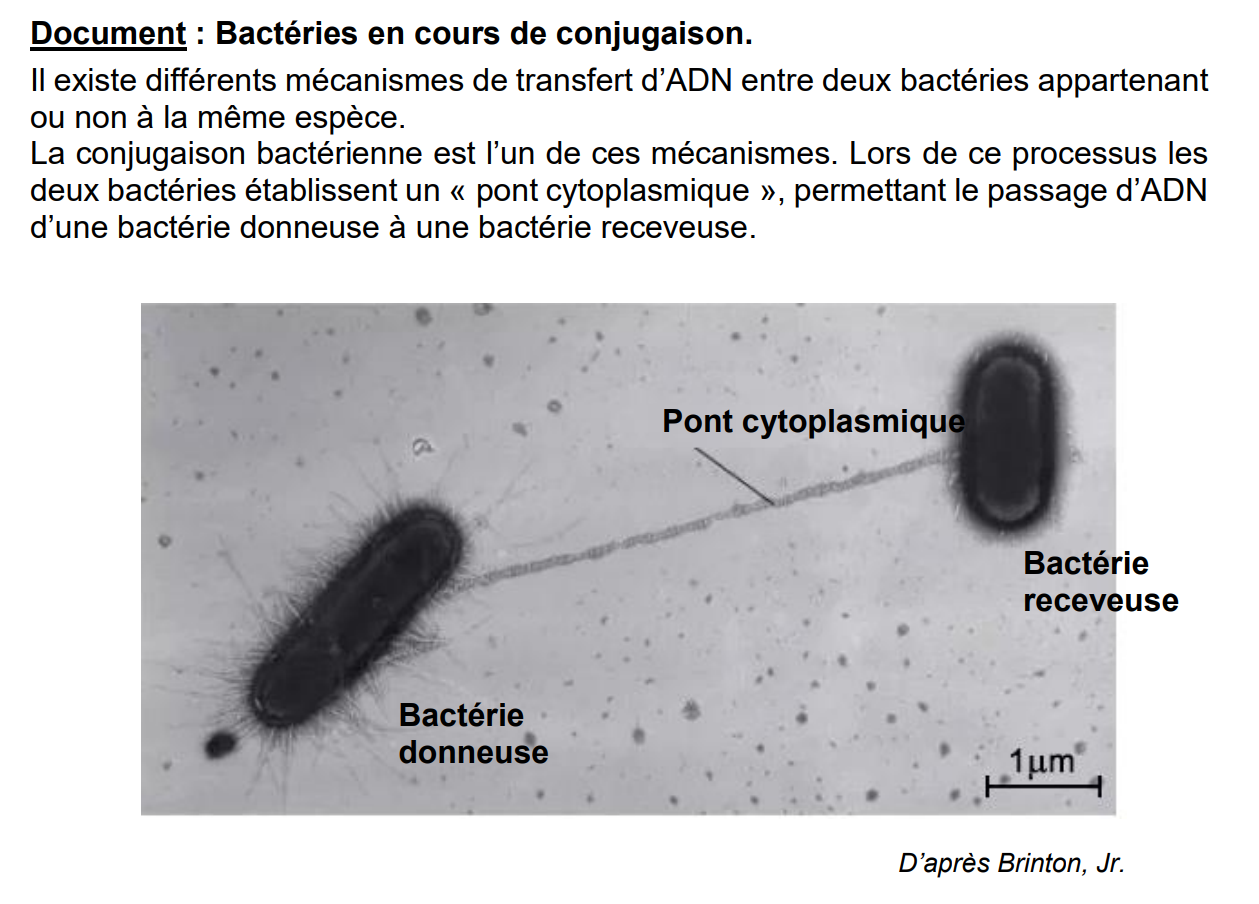 Document : Bactéries en cours de conjugaison.
Il existe différents mécanismes de transfert d’ADN entre deux bactéries appartenant
ou non à la même espèce.
La conjugaison bactérienne est l’un de ces mécanismes. Lors de ce processus les
deux bactéries établissent un « pont cytoplasmique », permettant le passage d’ADN
d’une bactérie donneuse à une bactérie receveuse.
Pont cytoplasmique
Bactérie
receveuse
Bactérie
donneuse
1µm
D’après Brinton, Jr.